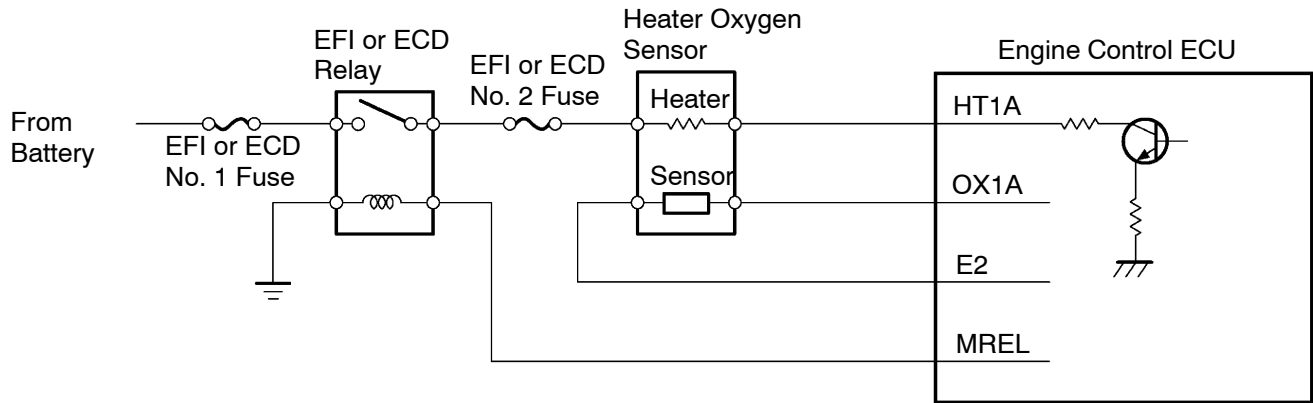 Heater Oxygen
Sensor
EFI or ECD
Relay
Engine Control ECU
EFI or ECD
No. 2 Fuse
Heater
HT1A
From
Battery
EFI or ECD
No. 1 Fuse
Sensor
OX1A
E2
MREL